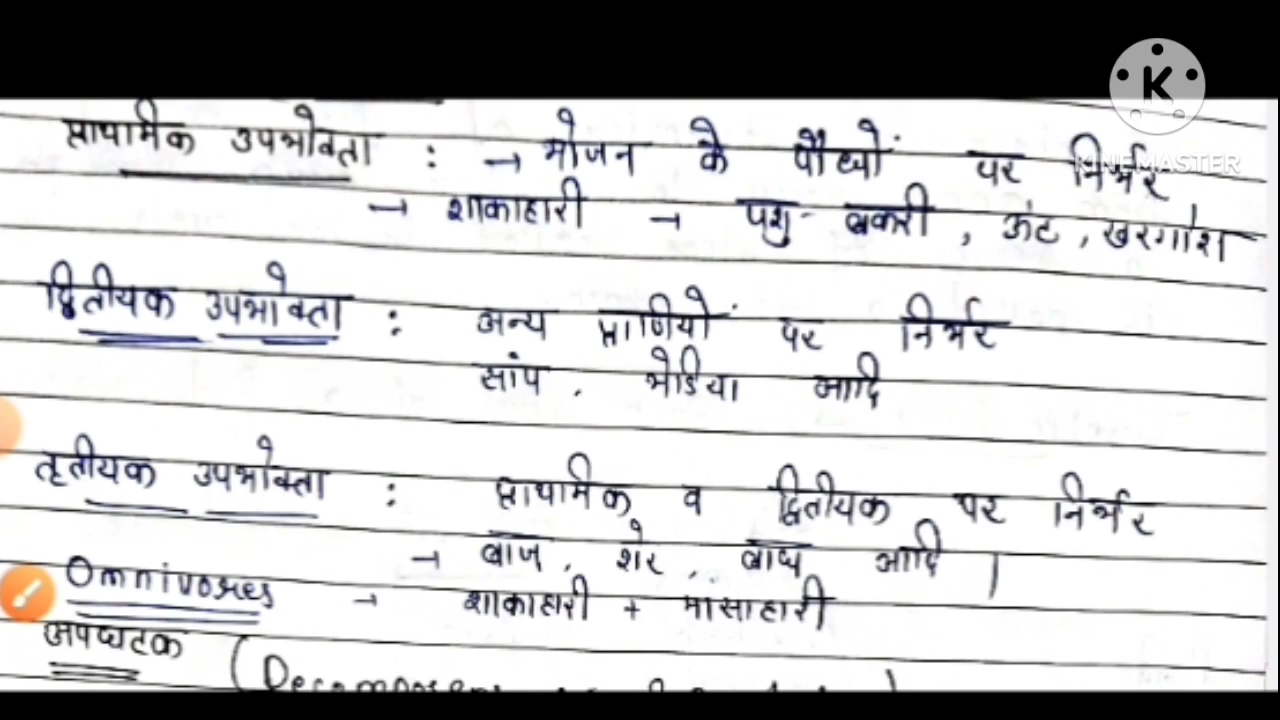 K
KINEMASTER
प्राथमिक उपभोक्ता : → भोजन के पौधों पर निर्भर
→ शाकाहारी → पशु - बकरी , ऊंट , खरगोश
द्वितीयक उपभोक्ता : अन्य प्राणियों पर निर्भर
सांप , भेडिया आदि
तृतीयक उपभोक्ता : प्राथमिक व द्वितीयक पर निर्भर
→ बाज , शेर , बाघ आदि |
Omnivores → शाकाहारी + मांसाहारी
अपघटक (